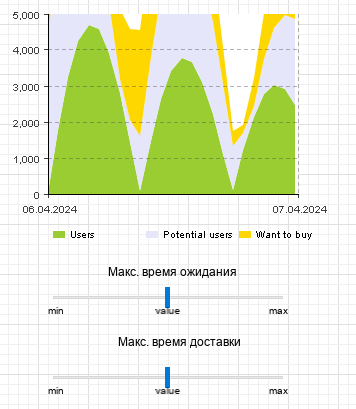 5,000
4,000
3,000
2,000
1,000
0
06.04.2024 07.04.2024
Users Potential users Want to buy
Макс. время ожидания
min value max
Макс. время доставки
min value max